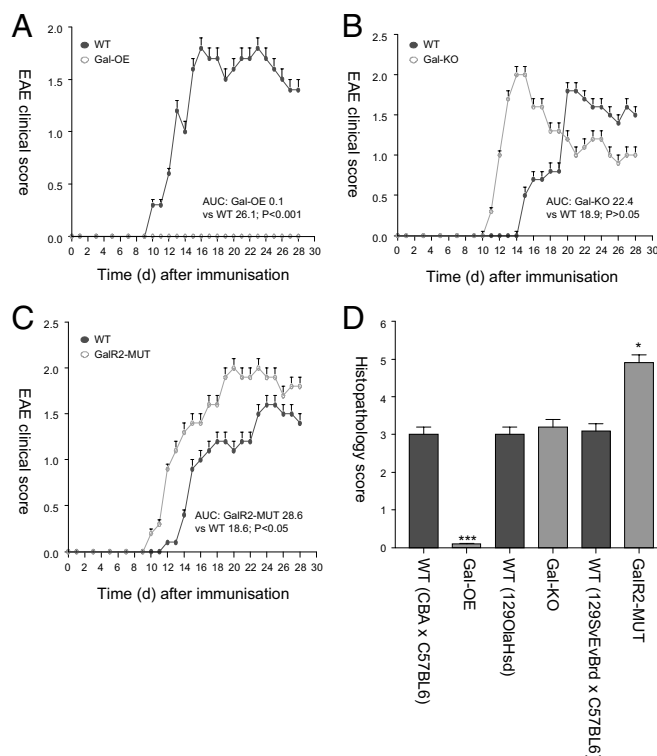 A
WT
Gal-OE
EAE clinical score
2.0
1.5
1.0
0.5
0.0
AUC: Gal-OE 0.1
vs WT 26.1; P<0.001
0 2 4 6 8 10 12 14 16 18 20 22 24 26 28 30
Time (d) after immunisation
B
WT
Gal-KO
EAE clinical score
2.5
2.0
1.5
1.0
0.5
0.0
AUC: Gal-KO 22.4
vs WT 18.9; P>0.05
0 2 4 6 8 10 12 14 16 18 20 22 24 26 28 30
Time (d) after immunisation
C
WT
GalR2-MUT
EAE clinical score
2.5
2.0
1.5
1.0
0.5
0.0
AUC: GalR2-MUT 28.6
vs WT 18.6; P<0.05
0 2 4 6 8 10 12 14 16 18 20 22 24 26 28 30
Time (d) after immunisation
D
Histopathology score
6
5
4
3
2
1
0
***
*
WT (CBA x C57BL6)
Gal-OE
WT (129OlaHsd)
Gal-KO
WT (129SvEvBrd x C57BL6)
GalR2-MUT